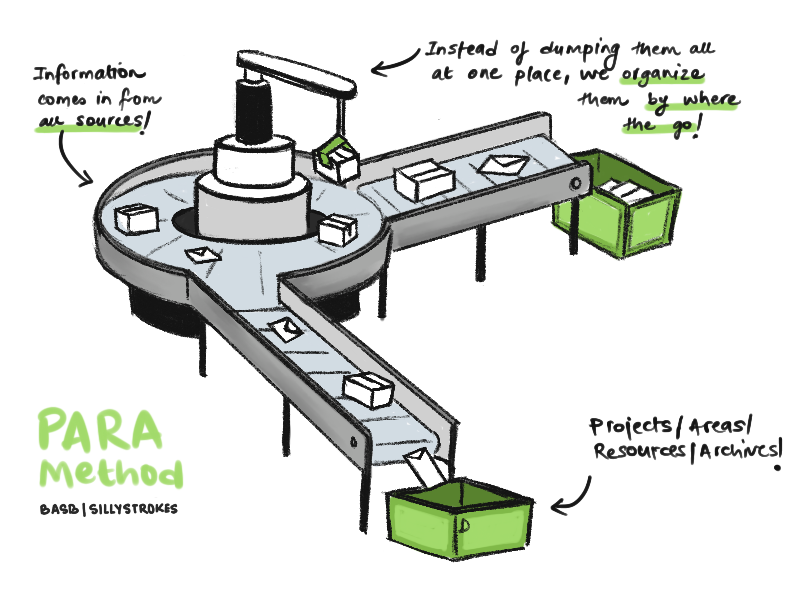 Information
comes in from
all sources!
Instead of dumping them all
at one place, we organize
them by where
the go!
PARA
Method
BASB|SILLYSTROKES
Projects/Areas/
Resources/Archives!